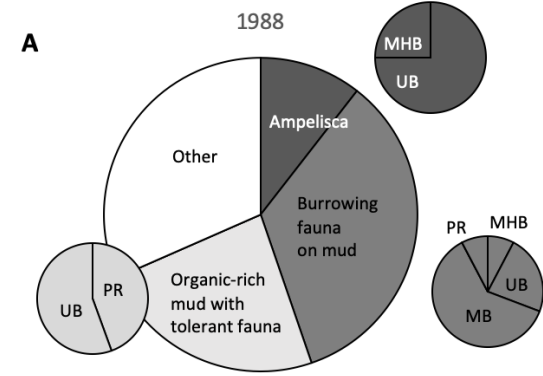 1988
A
MHB
UB
Ampelisca
Other
Burrowing
fauna
on mud
PR
MHB
UB
MB
Organic-rich
mud with
tolerant fauna
PR
UB